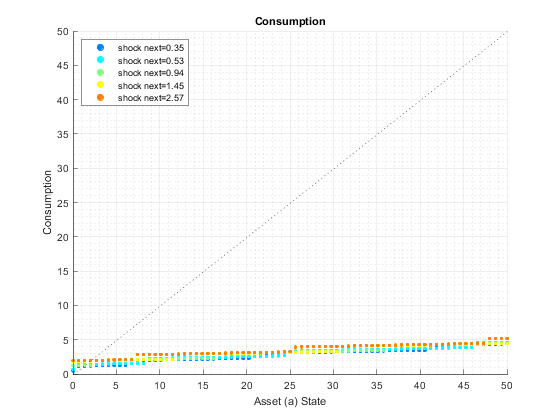 Consumption
shock next=0.35
shock next=0.53
shock next=0.94
shock next=1.45
shock next=2.57
Consumption
50
45
40
35
30
25
20
15
10
5
0
0 5 10 15 20 25 30 35 40 45 50
Asset (a) State